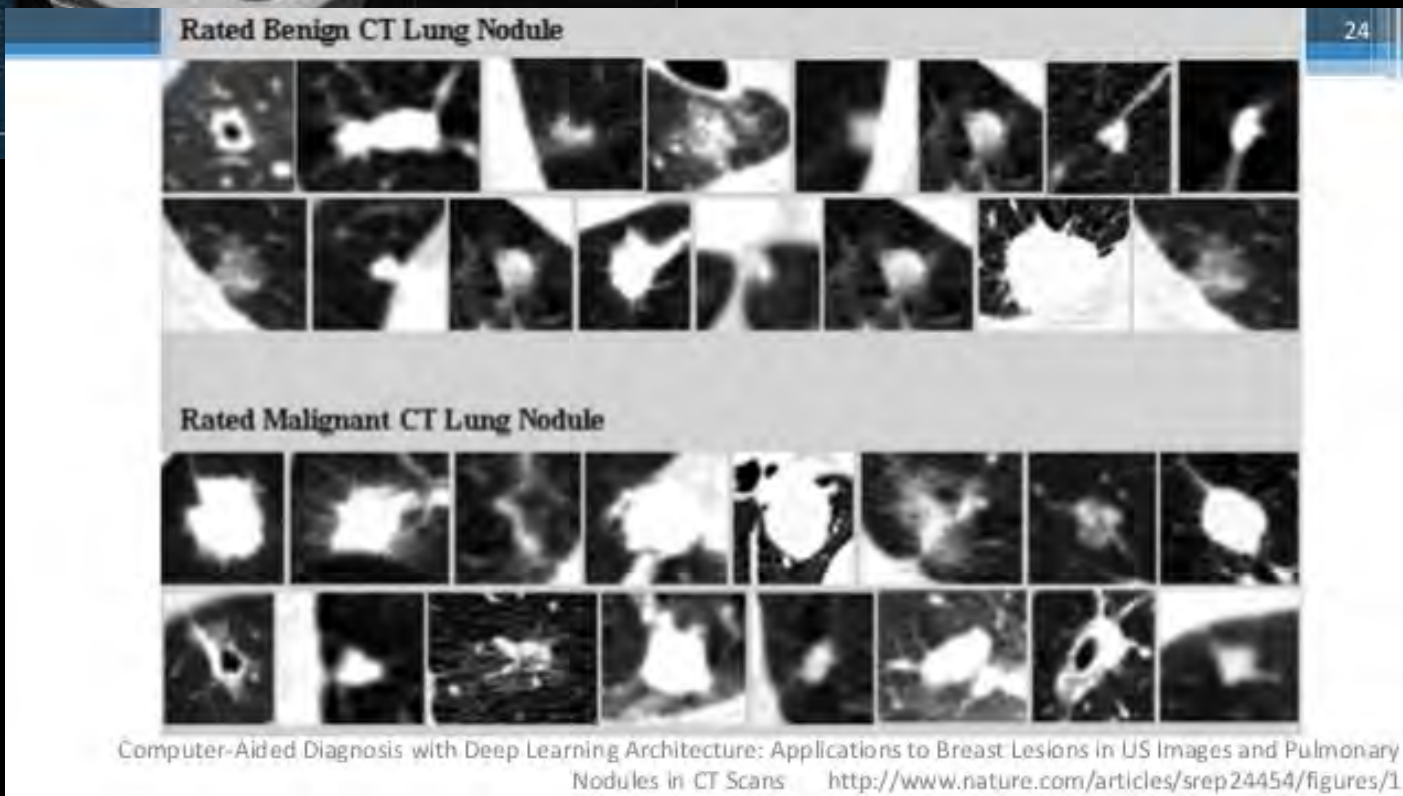 Rated Benign CT Lung Nodule
24
Rated Malignant CT Lung Nodule
Computer-Aided Diagnosis with Deep Learning Architecture: Applications to Breast Lesions in US Images and Pulmonary
Nodules in CT Scans http://www.nature.com/articles/srep24454/figures/1